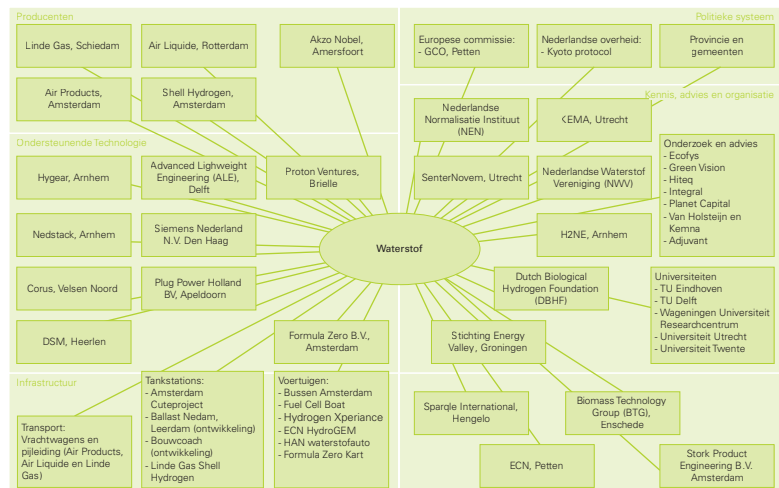 Producenten
Linde Gas, Schiedam
Air Liquide, Rotterdam
Akzo Nobel,
Amersfoort
Air Products,
Amsterdam
Shell Hydrogen,
Amsterdam
Politieke systeem
Europese commissie:
- GCO, Petten
Nederlandse overheid:
- Kyoto protocol
Provincie en
gemeenten
Kennis, advies en organisatie
Nederlandse
Normalisatie Instituut
(NEN)
KEMA, Utrecht
SenterNovem, Utrecht
Nederlandse Waterstof
Vereniging (NWV)
H2NE, Arnhem
Onderzoek en advies
- Ecofys
- Green Vision
- Hiteq
- Integral
- Planet Capital
- Van Holsteijn en
Kemna
- Adjuvant
Ondersteunende Technologie
Hygear, Arnhem
Advanced Lighweight
Engineering (ALE),
Delft
Proton Ventures,
Brielle
Nedstack, Arnhem
Siemens Nederland
N.V. Den Haag
Waterstof
Corus, Velsen Noord
Plug Power Holland
BV, Apeldoorn
DSM, Heerlen
Formula Zero B.V.,
Amsterdam
Dutch Biological
Hydrogen Foundation
(DBHF)
Universiteiten
- TU Eindhoven
- TU Delft
- Wageningen Universiteit
Researchcentrum
- Universiteit Utrecht
- Universiteit Twente
Stichting Energy
Valley, Groningen
Infrastructuur
Transport:
Vrachtwagens en
pijleiding (Air Products,
Air Liquide en Linde
Gas)
Tankstations:
- Amsterdam
Cuteproject
- Ballast Nedam,
Leerdam (ontwikkeling)
- Bouwcoach
(ontwikkeling)
- Linde Gas Shell
Hydrogen
Voertuigen:
- Bussen Amsterdam
- Fuel Cell Boat
- Hydrogen Xperiance
- ECN HydroGEM
- HAN waterstofauto
- Formula Zero Kart
Sparqle International,
Hengelo
Biomass Technology
Group (BTG),
Enschede
ECN, Petten
Stork Product
Engineering B.V.
Amsterdam